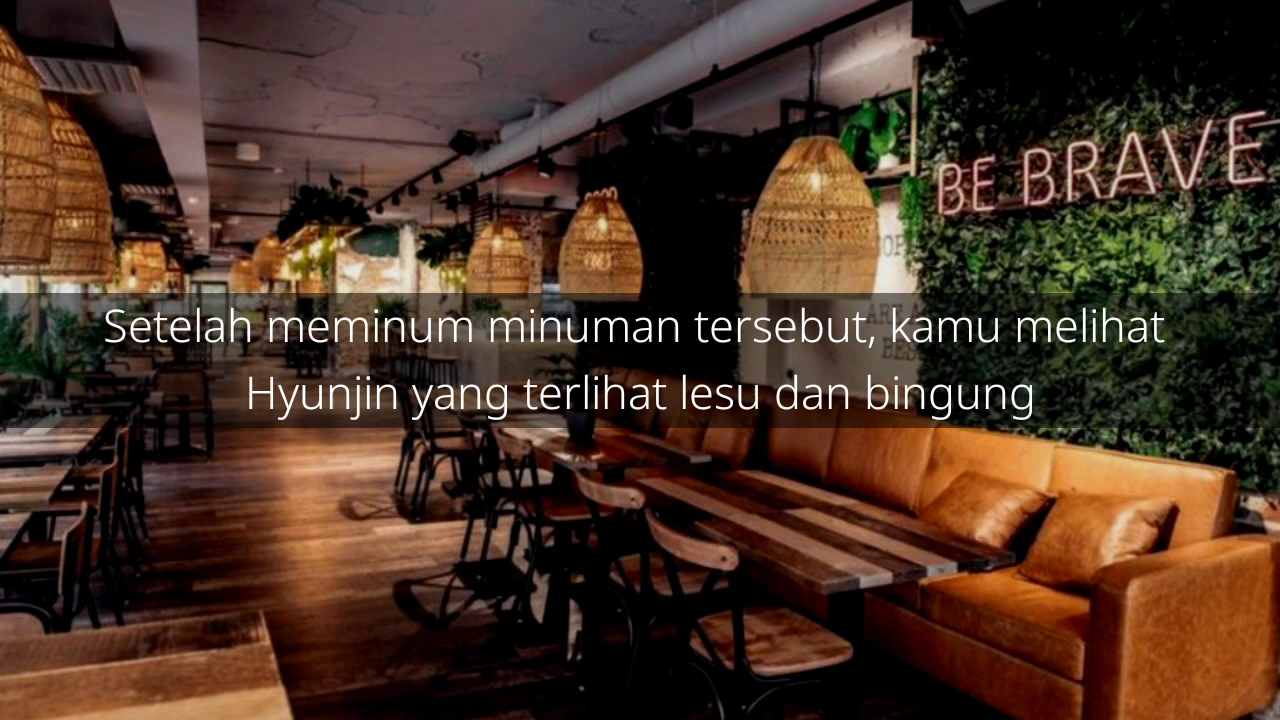 BE BRAVE
Setelah meminum minuman tersebut, kamu melihat
Hyunjin yang terlihat lesu dan bingung